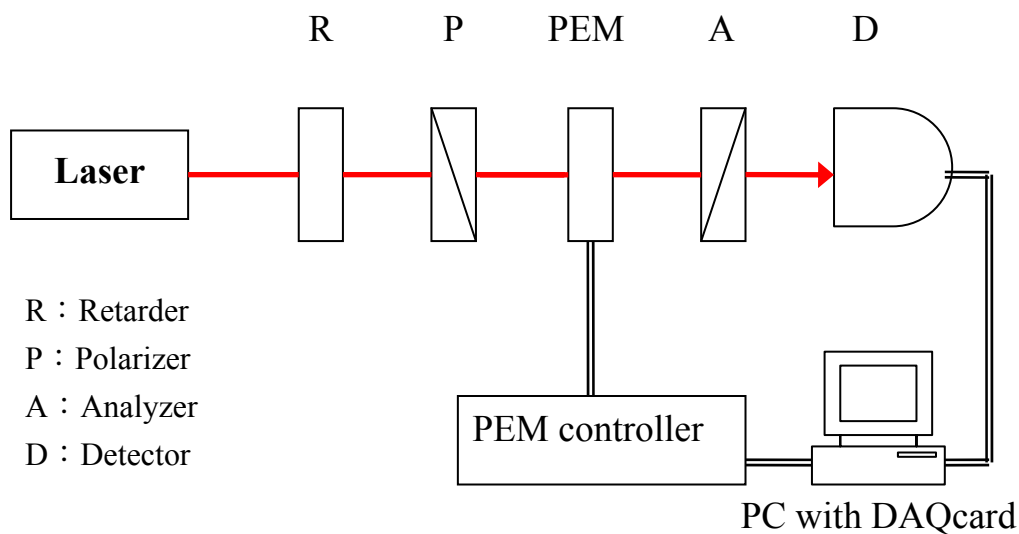 R P PEM A D
Laser
R：Retarder
P：Polarizer
A：Analyzer
D：Detector
PEM controller
PC with DAQcard